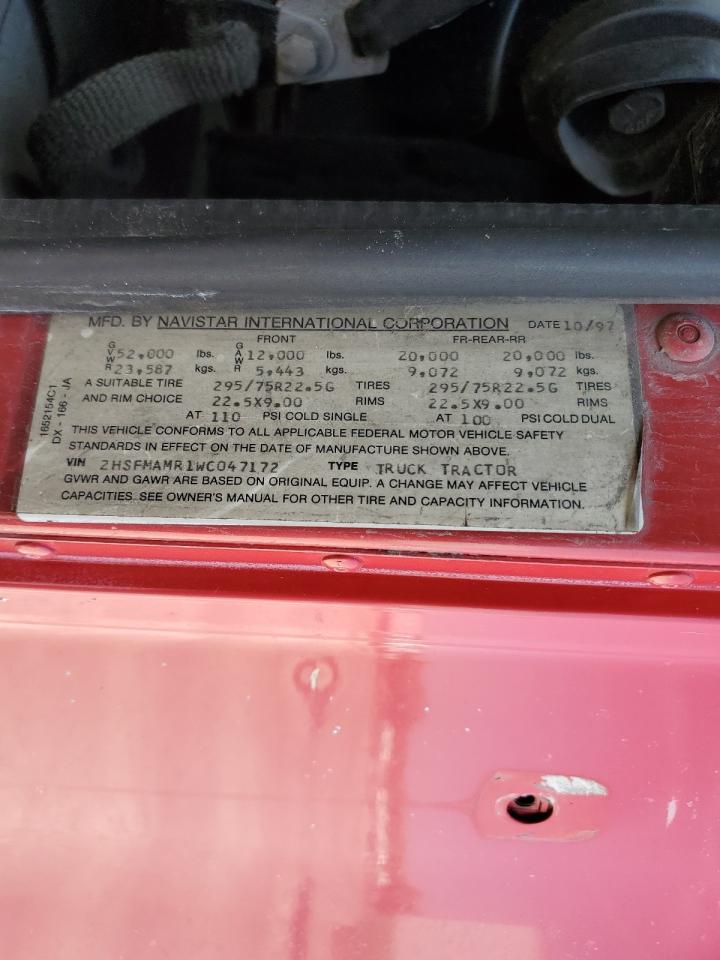 MFD. BY NAVISTAR INTERNATIONAL CORPORATION DATE 10/97
FRONT FR-REAR-RR
GVWR 52,000 lbs. GAWR 12,000 lbs. 20,000 20,000 lbs.
23,587 kgs. 5,443 kgs. 9,072 9,072 kgs.
A SUITABLE TIRE 295/75R22.5G TIRES 295/75R22.5G TIRES
AND RIM CHOICE 22.5X9.00 RIMS 22.5X9.00 RIMS
AT 110 PSI COLD SINGLE AT 100 PSI COLD DUAL
THIS VEHICLE CONFORMS TO ALL APPLICABLE FEDERAL MOTOR VEHICLE SAFETY
STANDARDS IN EFFECT ON THE DATE OF MANUFACTURE SHOWN ABOVE.
VIN 2HSFMAMR1WC047172 TYPE TRUCK TRACTOR
GVWR AND GAWR ARE BASED ON ORIGINAL EQUIP. A CHANGE MAY AFFECT VEHICLE
CAPACITIES. SEE OWNER'S MANUAL FOR OTHER TIRE AND CAPACITY INFORMATION.
1652154C1
DX-166-JA